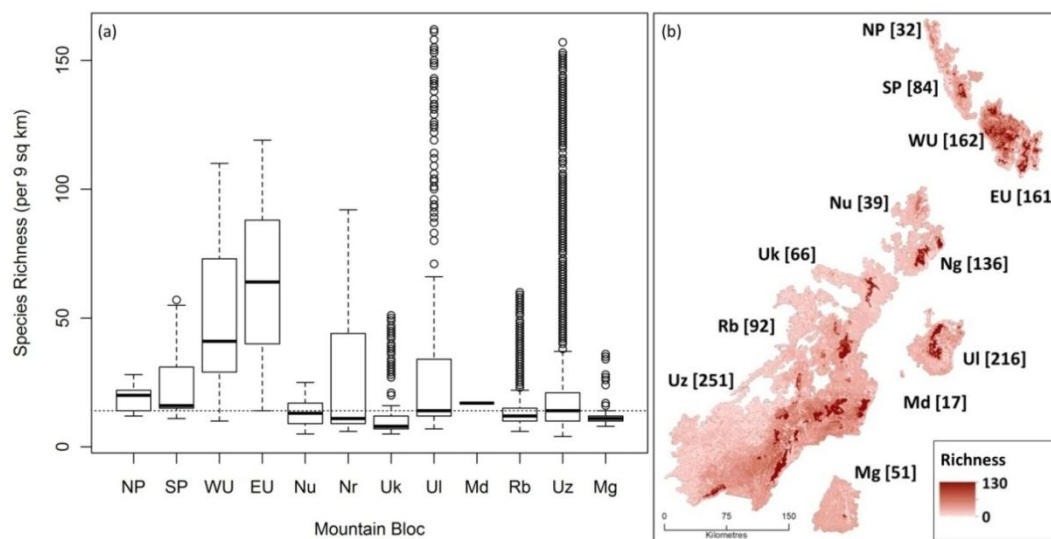 (a)
Species Richness (per 9 sq km)
150
100
50
0
NP SP WU EU Nu Nr Uk Ul Md Rb Uz Mg
Mountain Bloc
(b)
NP [32]
SP [84]
WU [162]
EU [161]
Nu [39]
Uk [66]
Ng [136]
Rb [92]
Ul [216]
Uz [251]
Md [17]
Mg [51]
Richness
130
0
0 75 150
Kilometres